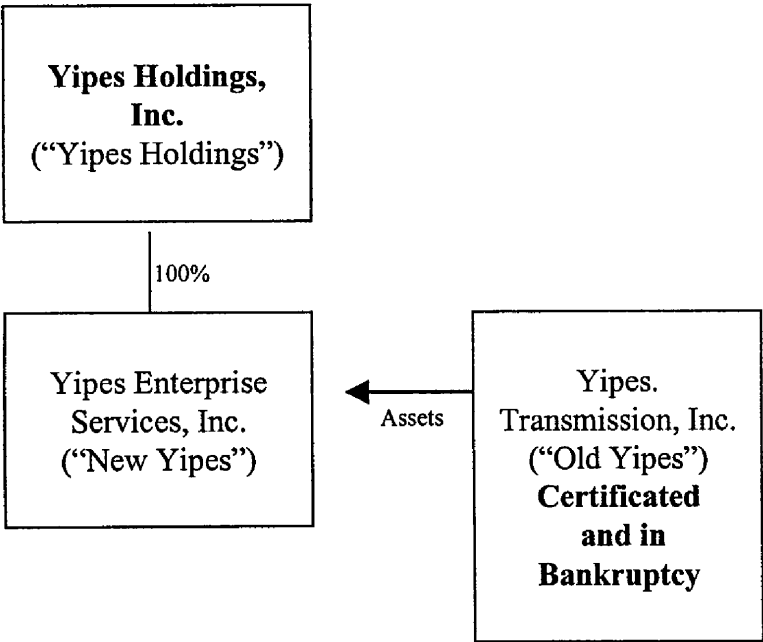 Yipes Holdings,
Inc.
(“Yipes Holdings”)
100%
Yipes Enterprise
Services, Inc.
(“New Yipes”)
Assets
Yipes.
Transmission, Inc.
(“Old Yipes”)
Certificated
and in
Bankruptcy